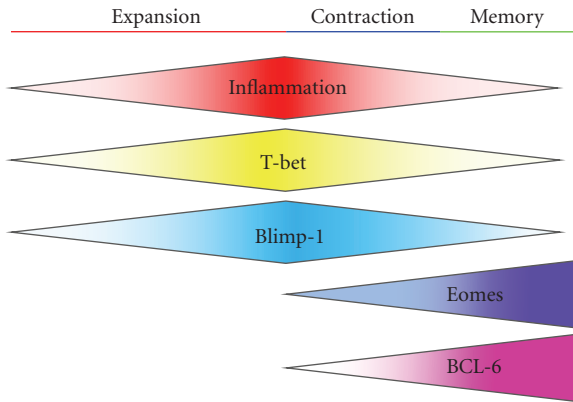 Expansion Contraction Memory
Inflammation
T-bet
Blimp-1
Eomes
BCL-6